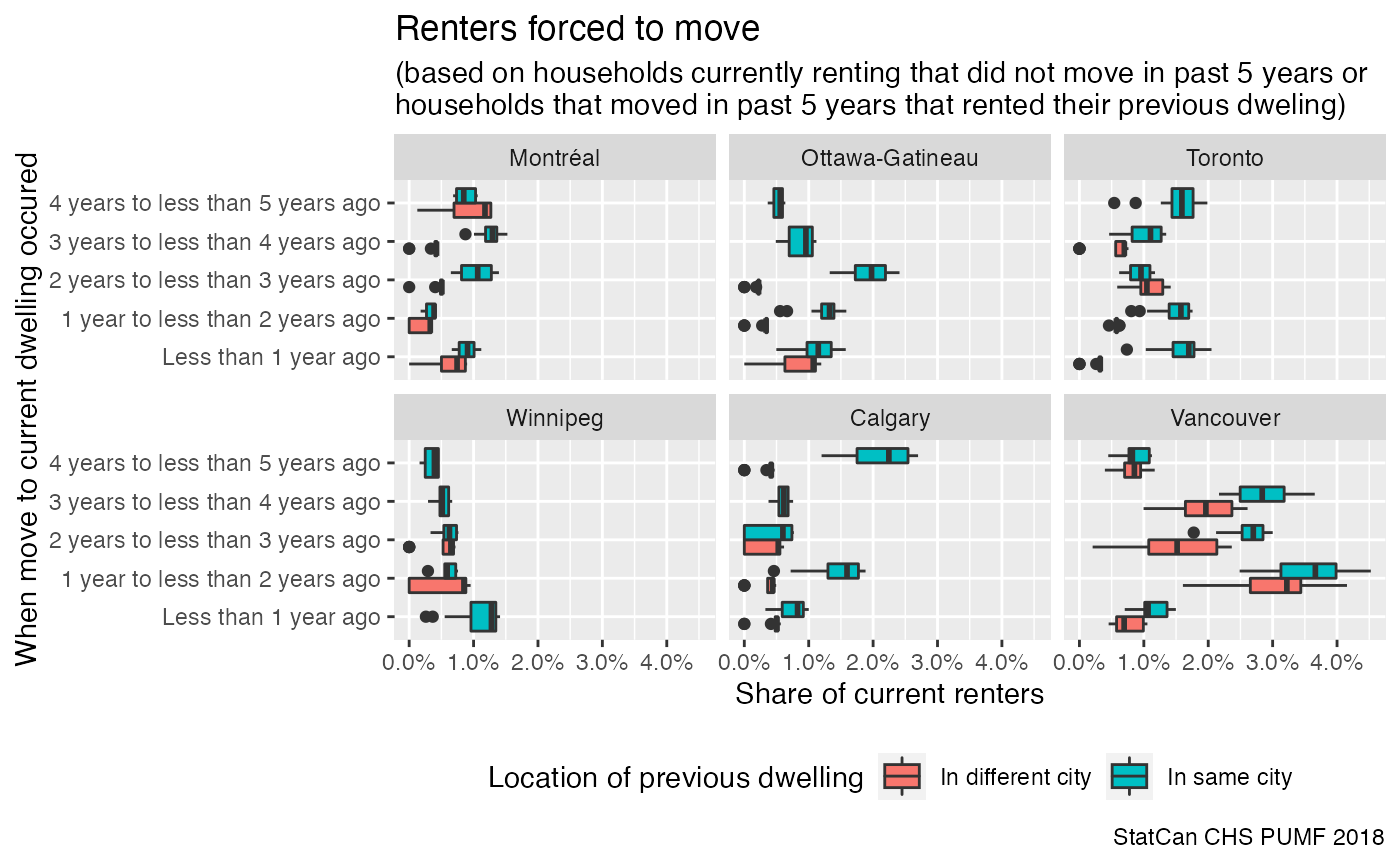 Renters forced to move
(based on households currently renting that did not move in past 5 years or
households that moved in past 5 years that rented their previous dweling)
When move to current dwelling occured
Montréal
Ottawa-Gatineau
Toronto
4 years to less than 5 years ago
3 years to less than 4 years ago
2 years to less than 3 years ago
1 year to less than 2 years ago
Less than 1 year ago
Winnipeg
Calgary
Vancouver
4 years to less than 5 years ago
3 years to less than 4 years ago
2 years to less than 3 years ago
1 year to less than 2 years ago
Less than 1 year ago
0.0% 1.0% 2.0% 3.0% 4.0%
0.0% 1.0% 2.0% 3.0% 4.0%
0.0% 1.0% 2.0% 3.0% 4.0%
Share of current renters
Location of previous dwelling
In different city
In same city
StatCan CHS PUMF 2018